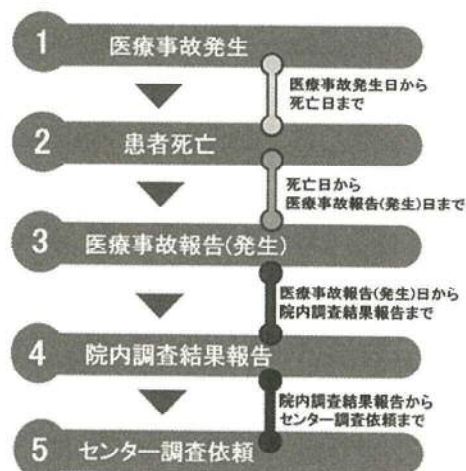 1 医療事故発生
医療事故発生日から
死亡日まで
2 患者死亡
死亡日から
医療事故報告(発生)日まで
3 医療事故報告(発生)
医療事故報告(発生)日から
院内調査結果報告まで
4 院内調査結果報告
院内調査結果報告から
センター調査依頼まで
5 センター調査依頼